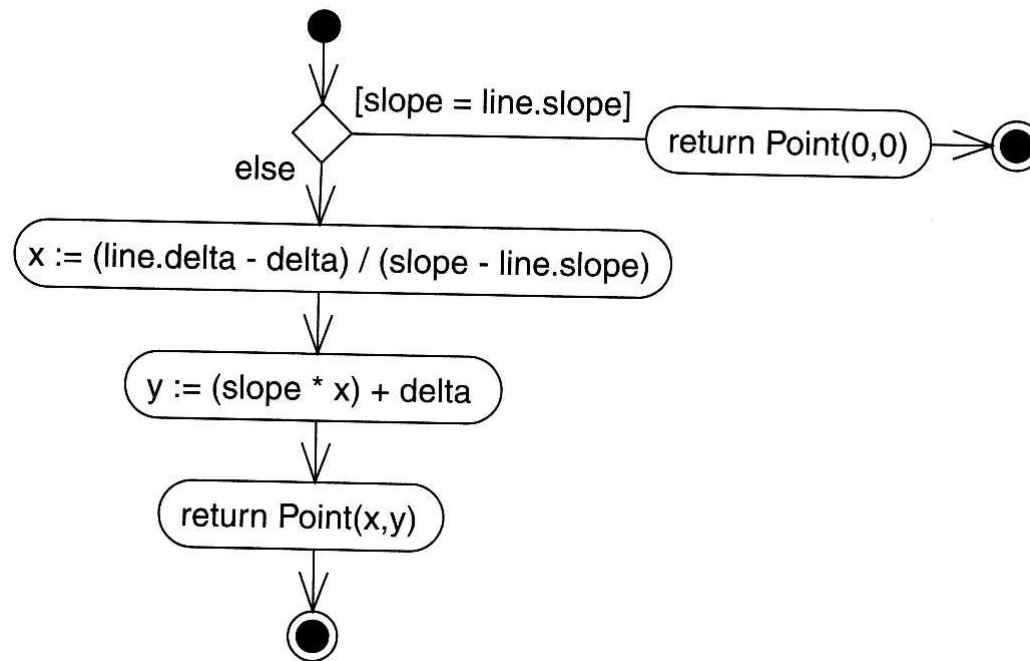 [slope = line.slope]
return Point(0,0)
else
x := (line.delta - delta) / (slope - line.slope)
y := (slope * x) + delta
return Point(x,y)